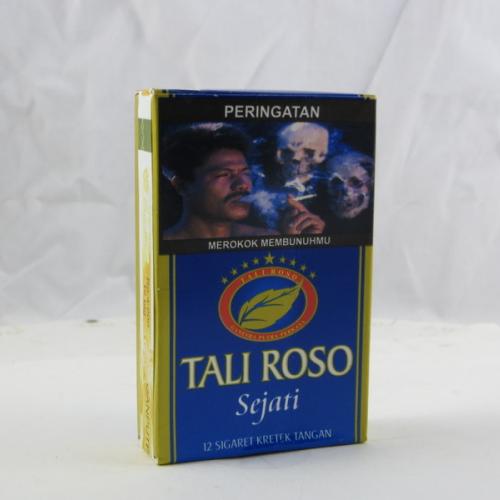 PERINGATAN
MEROKOK MEMBUNUHMU
TALI ROSO
TALI ROSO
Sejati
12 SIGARET KRETEK TANGAN